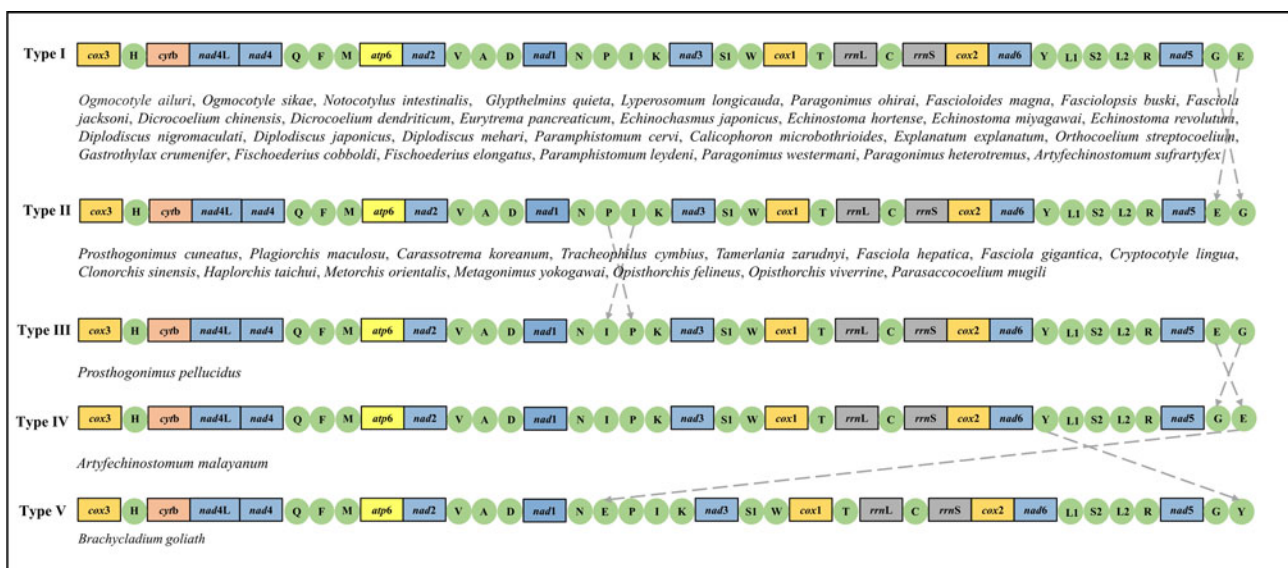 Type I cox3 H cytb nad4L nad4 Q F M atp6 nad2 V A D nad1 N P I K nad3 S1 W cox1 T rrnL C rrnS cox2 nad6 Y L1 S2 L2 R nad5 G E
Ogmocotyle ailuri, Ogmocotyle sikae, Notocotylus intestinalis, Glypthelmins quieta, Lyperosomum longicauda, Paragonimus ohirai, Fascioloides magna, Fasciolopsis buski, Fasciola
jacksoni, Dicrocoelium chinensis, Dicrocoelium dendriticum, Eurytrema pancreaticum, Echinochasmus japonicus, Echinostoma hortense, Echinostoma miyagawai, Echinostoma revolutum,
Diplodiscus nigromaculati, Diplodiscus japonicus, Diplodiscus mehari, Paramphistomum cervi, Calicophoron microbothrioides, Explanatum explanatum, Orthocoelium streptocoelium,
Gastrothylax crumenifer, Fischoederius cobboldi, Fischoederius elongatus, Paramphistomum leydeni, Paragonimus westermani, Paragonimus heterotremus, Artyfechinostomum sufrartyfex
Type II cox3 H cytb nad4L nad4 Q F M atp6 nad2 V A D nad1 N P I K nad3 S1 W cox1 T rrnL C rrnS cox2 nad6 Y L1 S2 L2 R nad5 E G
Prosthogonimus cuneatus, Plagiorchis maculosu, Carassotrema koreanum, Tracheophilus cymbius, Tamerlania zarudnyi, Fasciola hepatica, Fasciola gigantica, Cryptocotyle lingua,
Clonorchis sinensis, Haplorchis taichui, Metorchis orientalis, Metagonimus yokogawai, Opisthorchis felineus, Opisthorchis viverrine, Parasaccocoelium mugili
Type III cox3 H cytb nad4L nad4 Q F M atp6 nad2 V A D nad1 N I P K nad3 S1 W cox1 T rrnL C rrnS cox2 nad6 Y L1 S2 L2 R nad5 E G
Prosthogonimus pellucidus
Type IV cox3 H cytb nad4L nad4 Q F M atp6 nad2 V A D nad1 N I P K nad3 S1 W cox1 T rrnL C rrnS cox2 nad6 Y L1 S2 L2 R nad5 G E
Artyfechinostomum malayanum
Type V cox3 H cytb nad4L nad4 Q F M atp6 nad2 V A D nad1 N E P I K nad3 S1 W cox1 T rrnL C rrnS cox2 nad6 L1 S2 L2 R nad5 G Y
Brachycladium goliath